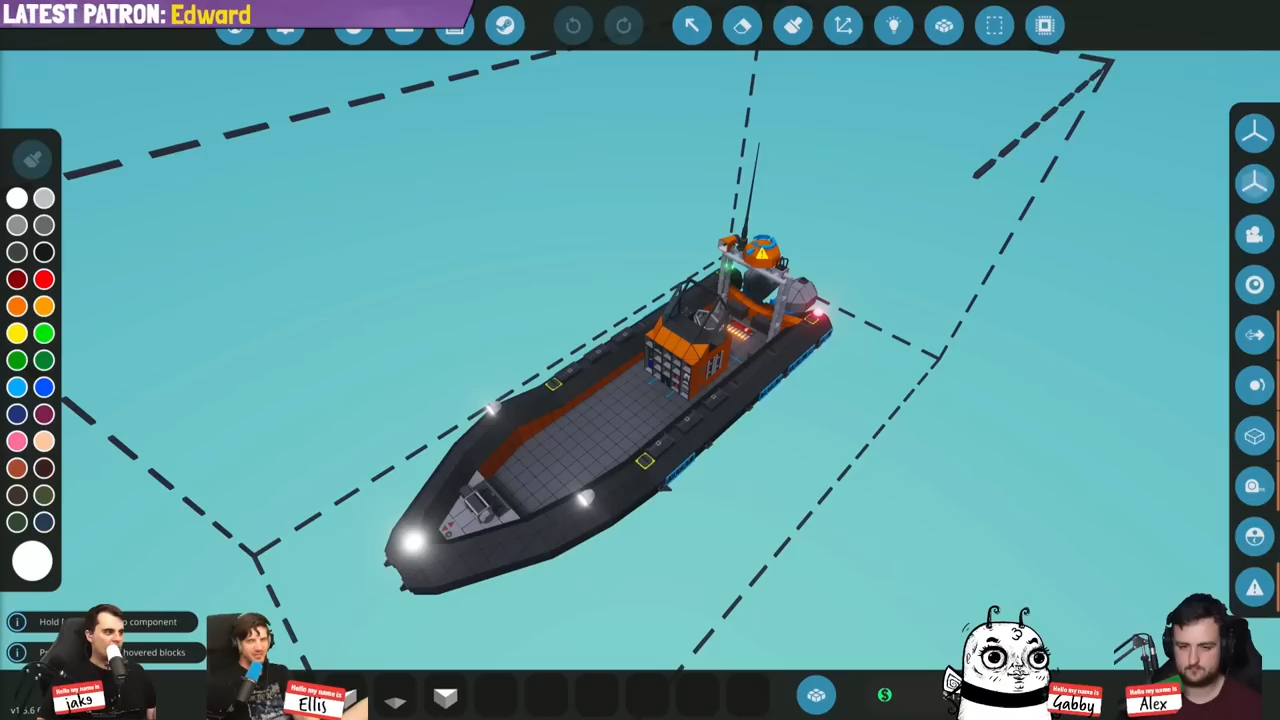 LATEST PATRON: Edward
Hold
o component
hovered blocks
Hello my name is
jak9
Hello my name is
Ellis
Hello my name is
Gabby
Hello my name is
Alex
$